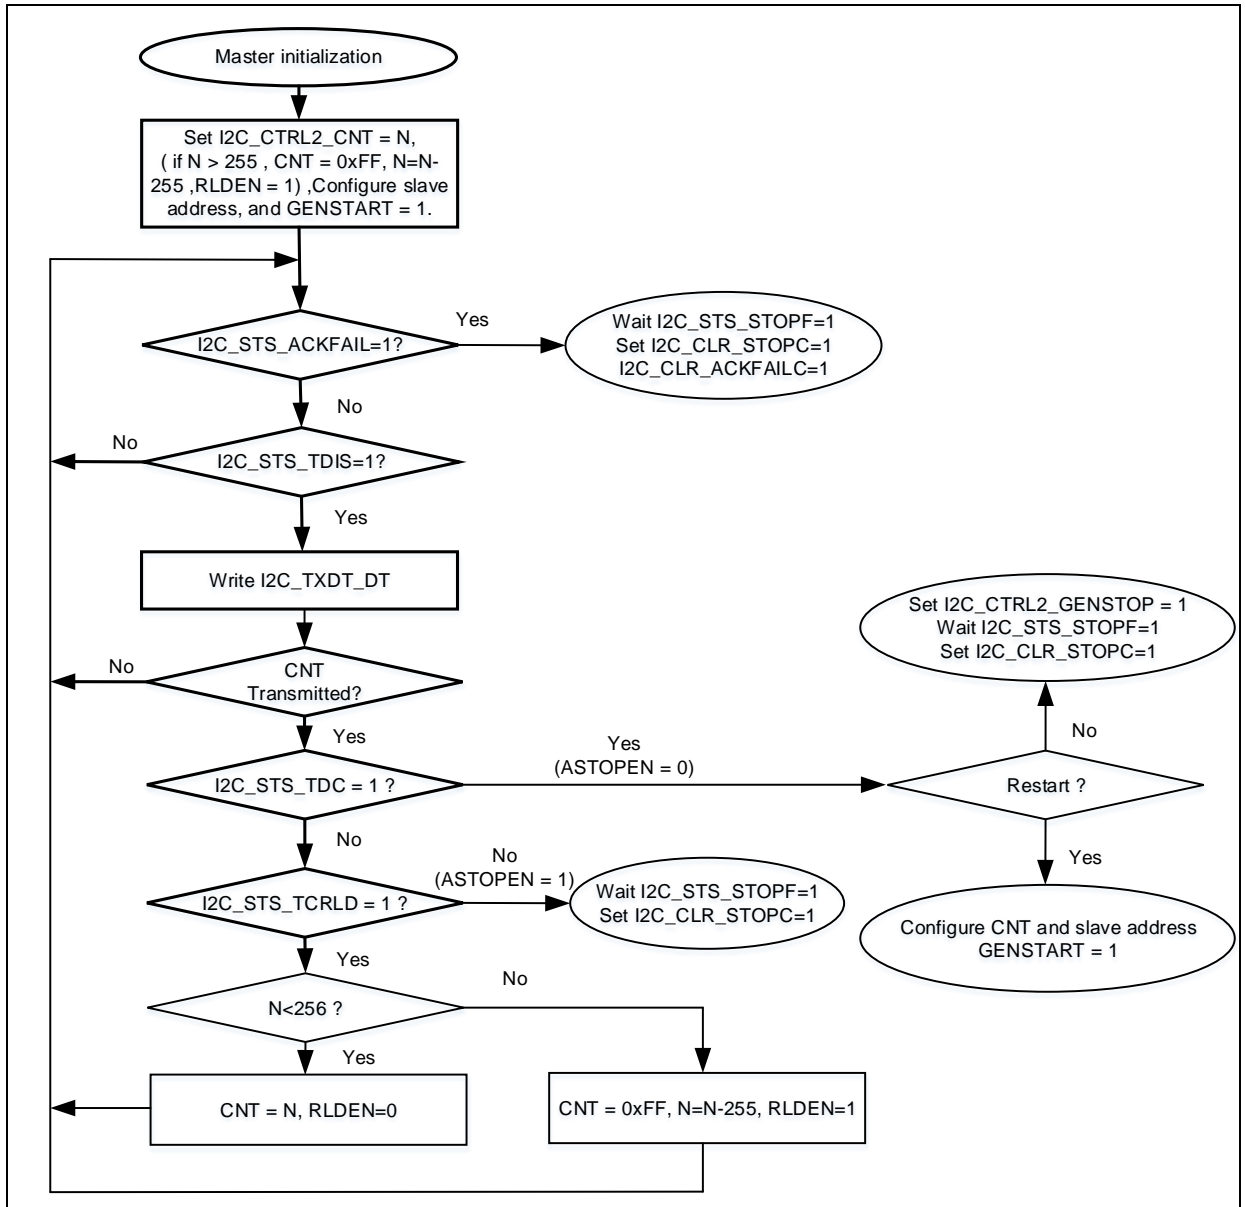 Master initialization
Set I2C_CTRL2_CNT = N,
( if N > 255 , CNT = 0xFF, N=N-
255 ,RLDEN = 1) ,Configure slave
address, and GENSTART = 1.
I2C_STS_ACKFAIL=1?
Yes
Wait I2C_STS_STOPF=1
Set I2C_CLR_STOPC=1
I2C_CLR_ACKFAILC=1
No
No
I2C_STS_TDIS=1?
Yes
Write I2C_TXDT_DT
No
CNT
Transmitted?
Yes
I2C_STS_TDC = 1 ?
Yes
(ASTOPEN = 0)
Restart ?
No
Set I2C_CTRL2_GENSTOP = 1
Wait I2C_STS_STOPF=1
Set I2C_CLR_STOPC=1
Yes
Configure CNT and slave address
GENSTART = 1
No
I2C_STS_TCRLD = 1 ?
No
(ASTOPEN = 1)
Wait I2C_STS_STOPF=1
Set I2C_CLR_STOPC=1
Yes
N<256 ?
No
Yes
CNT = N, RLDEN=0
CNT = 0xFF, N=N-255, RLDEN=1